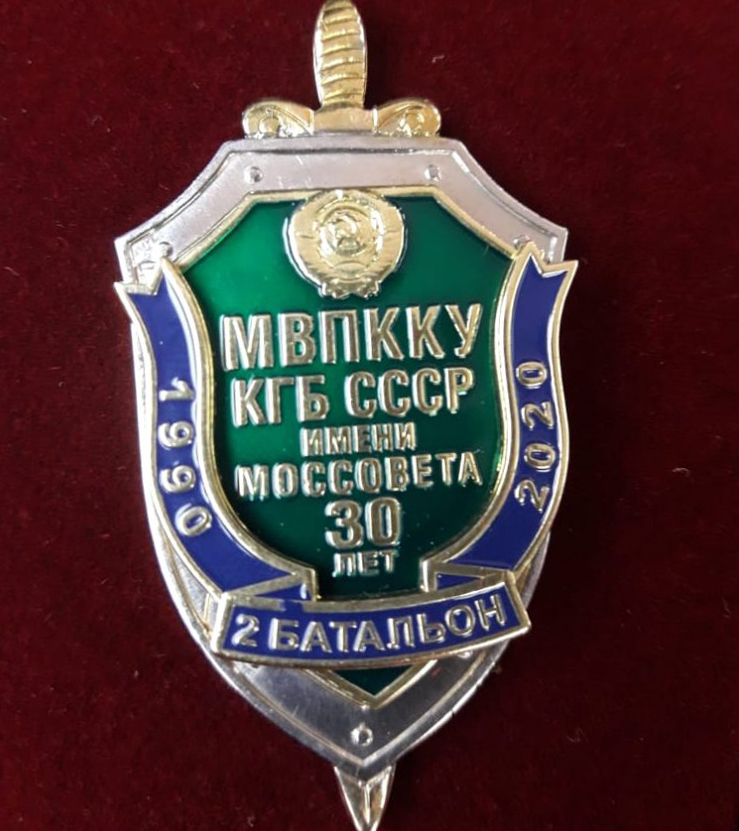 МВПККУ
КГБ СССР
ИМЕНИ
МОССОВЕТА
30
ЛЕТ
1990
2020
2 БАТАЛЬОН